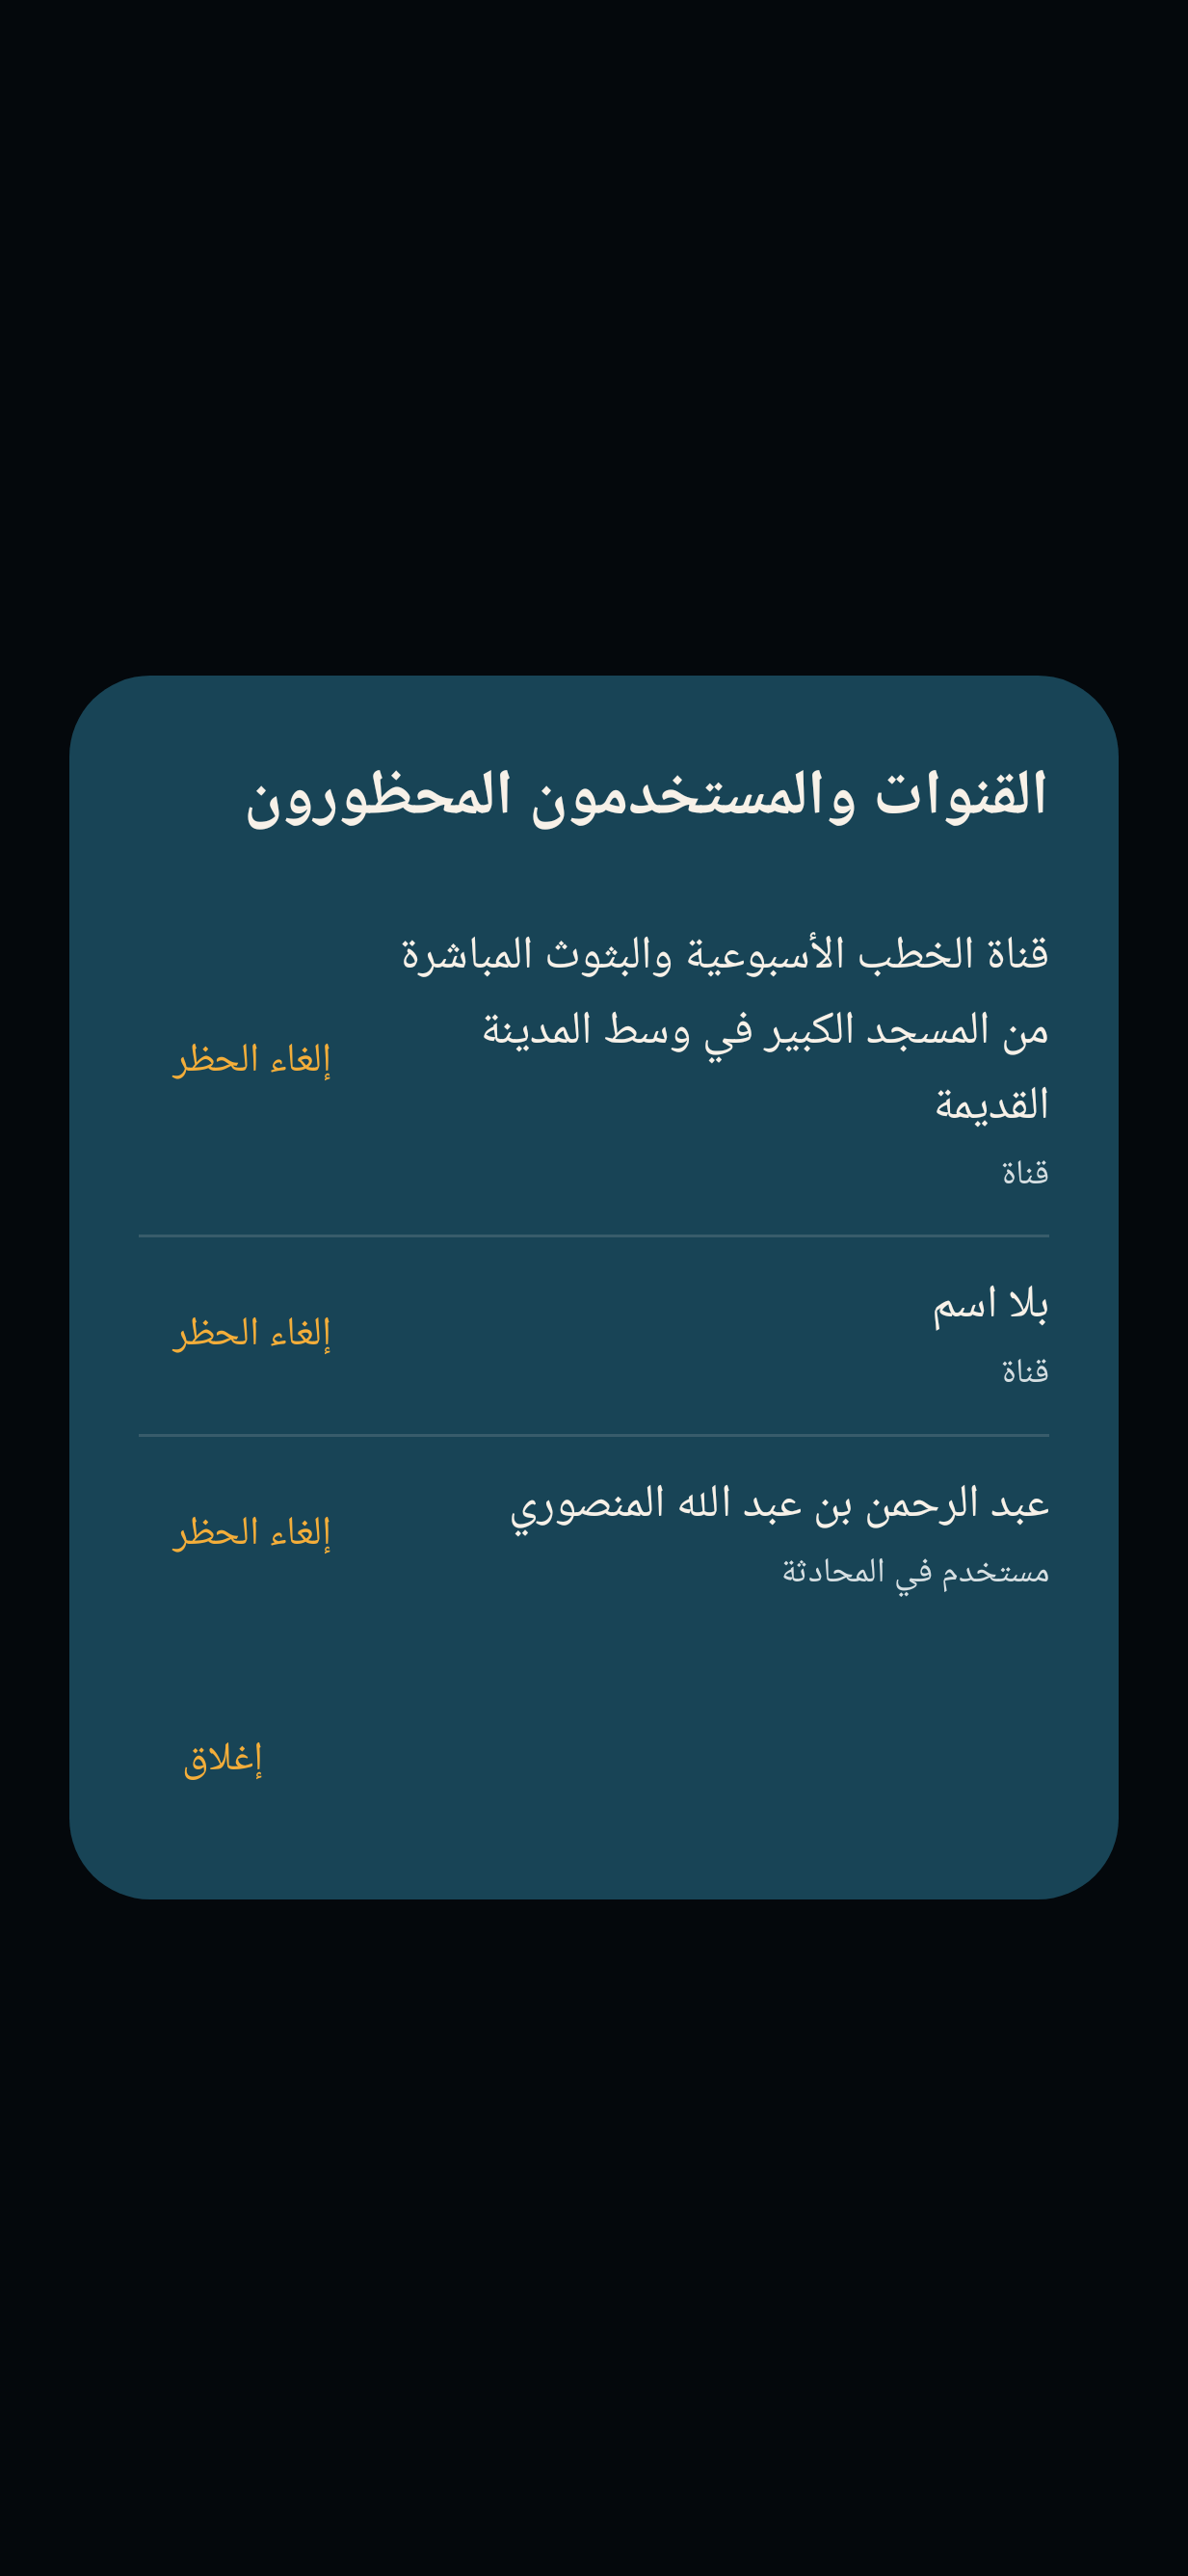 القنوات والمستخدمون المحظورون
قناة الخطب الأسبوعية والبثوث المباشرة
من المسجد الكبير في وسط المدينة
القديمة
قناة
إلغاء الحظر
بلا اسم
قناة
إلغاء الحظر
عبد الرحمن بن عبد الله المنصوري
مستخدم في المحادثة
إلغاء الحظر
إغلاق